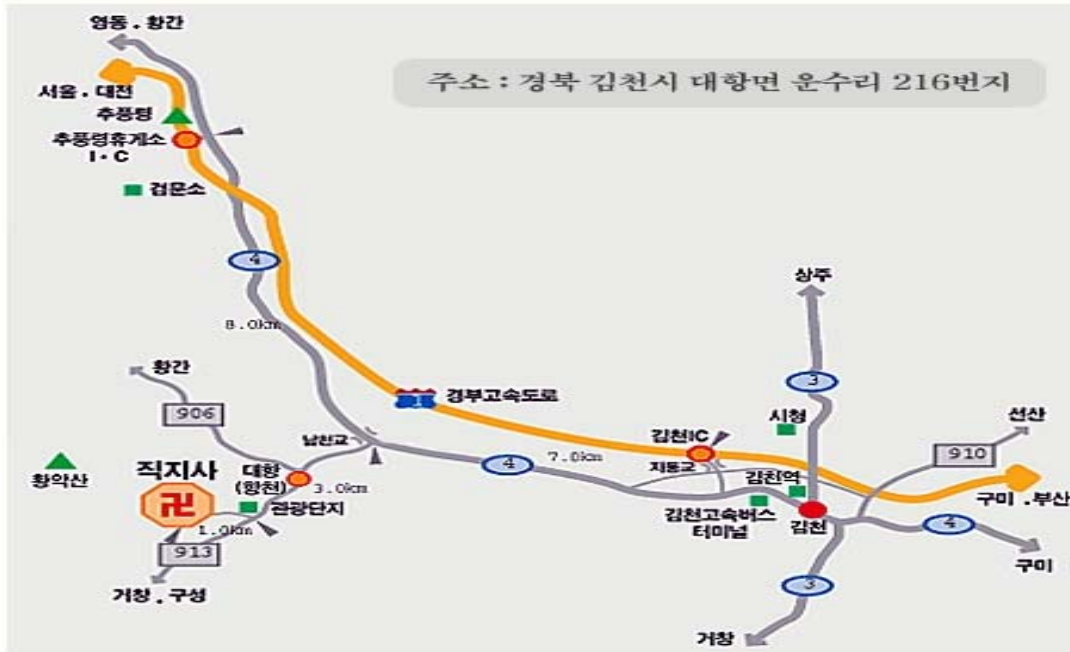 영동 . 황간
주소 : 경북 김천시 대항면 운수리 216번지
서울 . 대전
추풍령
추풍령휴게소
I · C
검문소
4
상주
8.0km
황간
3
경부고속도로
906
시청
선산
남천교
김천IC
910
7.0km
지동교
황악산
직지사
대항
(향천)
4
김천역
3.0km
구미 . 부산
관광단지
김천고속버스
터미널
김천
1.0km
4
913
구미
3
거창 . 구성
거창